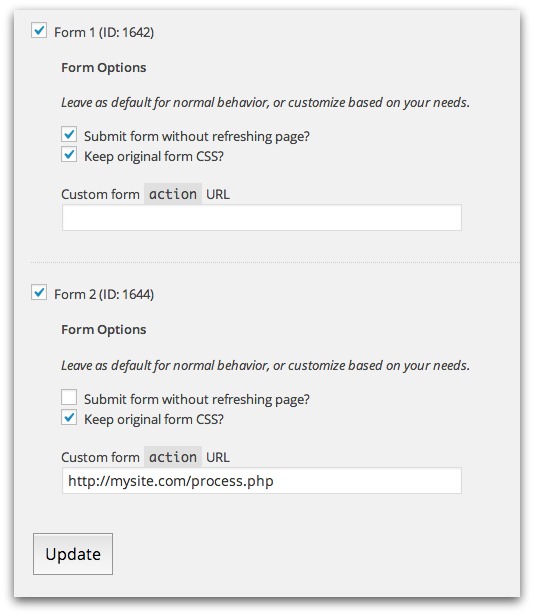 Form 1 (ID: 1642)
Form Options
Leave as default for normal behavior, or customize based on your needs.
Submit form without refreshing page?
Keep original form CSS?
Custom form action URL
Form 2 (ID: 1644)
Form Options
Leave as default for normal behavior, or customize based on your needs.
Submit form without refreshing page?
Keep original form CSS?
Custom form action URL
http://mysite.com/process.php
Update